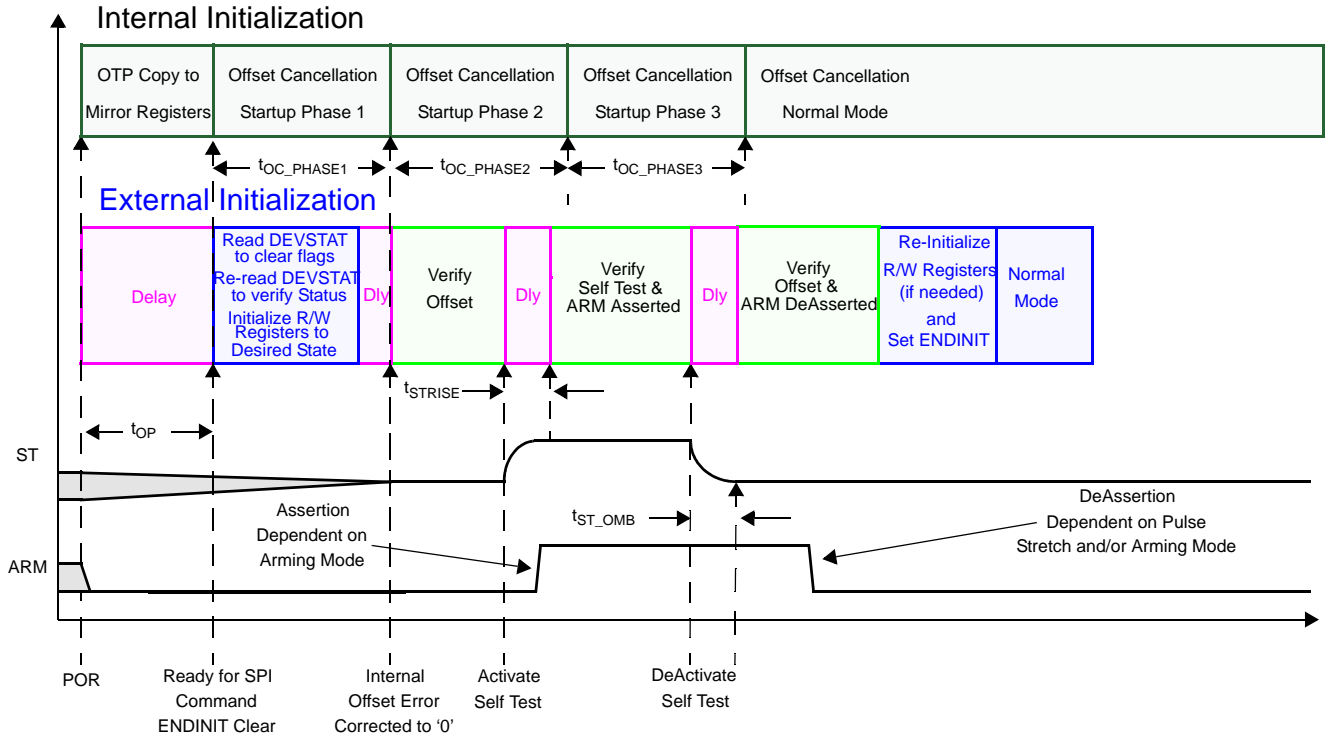 Internal Initialization
OTP Copy to
Mirror Registers
Offset Cancellation
Startup Phase 1
Offset Cancellation
Startup Phase 2
Offset Cancellation
Startup Phase 3
Offset Cancellation
Normal Mode
tOC_PHASE1
tOC_PHASE2
tOC_PHASE3
External Initialization
Delay
Read DEVSTAT
to clear flags
Re-read DEVSTAT
to verify Status
Initialize R/W
Registers to
Desired State
Dly
Verify
Offset
Dly
Verify
Self Test &
ARM Asserted
Dly
Verify
Offset &
ARM DeAsserted
Re-Initialize
R/W Registers
(if needed)
and
Set ENDINIT
Normal
Mode
tSTRISE
tOP
ST
Assertion
Dependent on
Arming Mode
tST_OMB
DeAssertion
Dependent on Pulse
Stretch and/or Arming Mode
ARM
POR
Ready for SPI
Command
ENDINIT Clear
Internal
Offset Error
Corrected to ‘0’
Activate
Self Test
DeActivate
Self Test